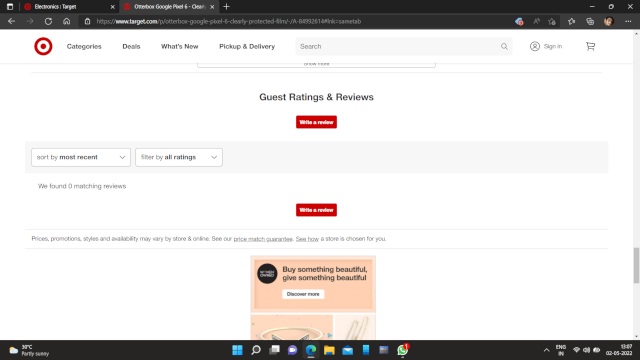 Electronics : Target
Otterbox Google Pixel 6 - Clearly
https://www.target.com/p/otterbox-google-pixel-6-clearly-protected-film/-/A-84992614#lnk=sametab
Categories Deals What's New Pickup & Delivery Search Sign in
Show more
Guest Ratings & Reviews
Write a review
sort by most recent filter by all ratings
We found 0 matching reviews
Write a review
Prices, promotions, styles and availability may vary by store & online. See our price match guarantee. See how a store is chosen for you.
Buy something beautiful,
give something beautiful
Discover more
30°C
Partly sunny
ENG
IN
13:07
02-05-2022